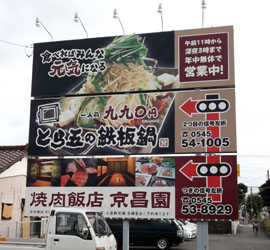 食べればみんな
元気になる
午前11時から
深夜3時まで
年中無休で
営業中!
一人前 九九〇円
とら五の鉄板鍋
2つ目の信号左折
☎0545
54-1005
焼肉飯店 京昌園
つぎの信号左折
☎0545
53-8929